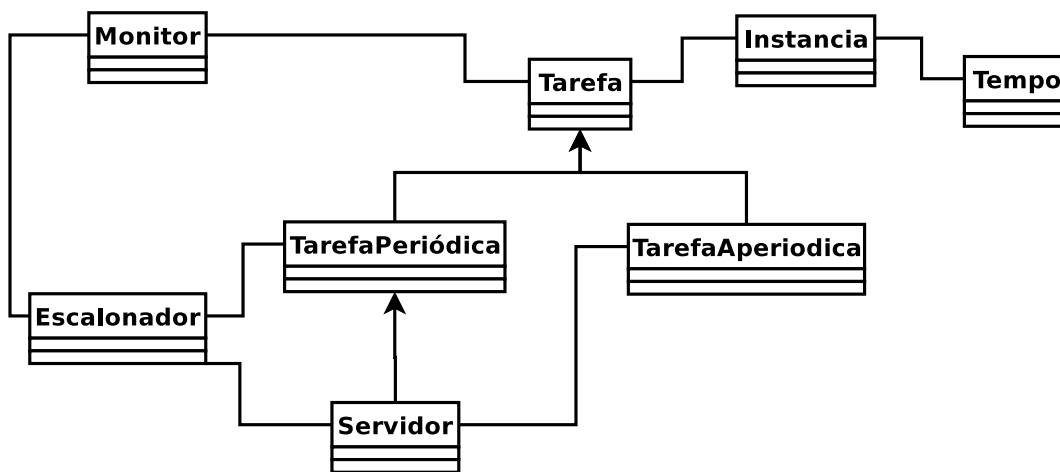 Monitor
Instancia
Tarefa
Tempo
TarefaPeriódica
TarefaAperiodica
Escalonador
Servidor